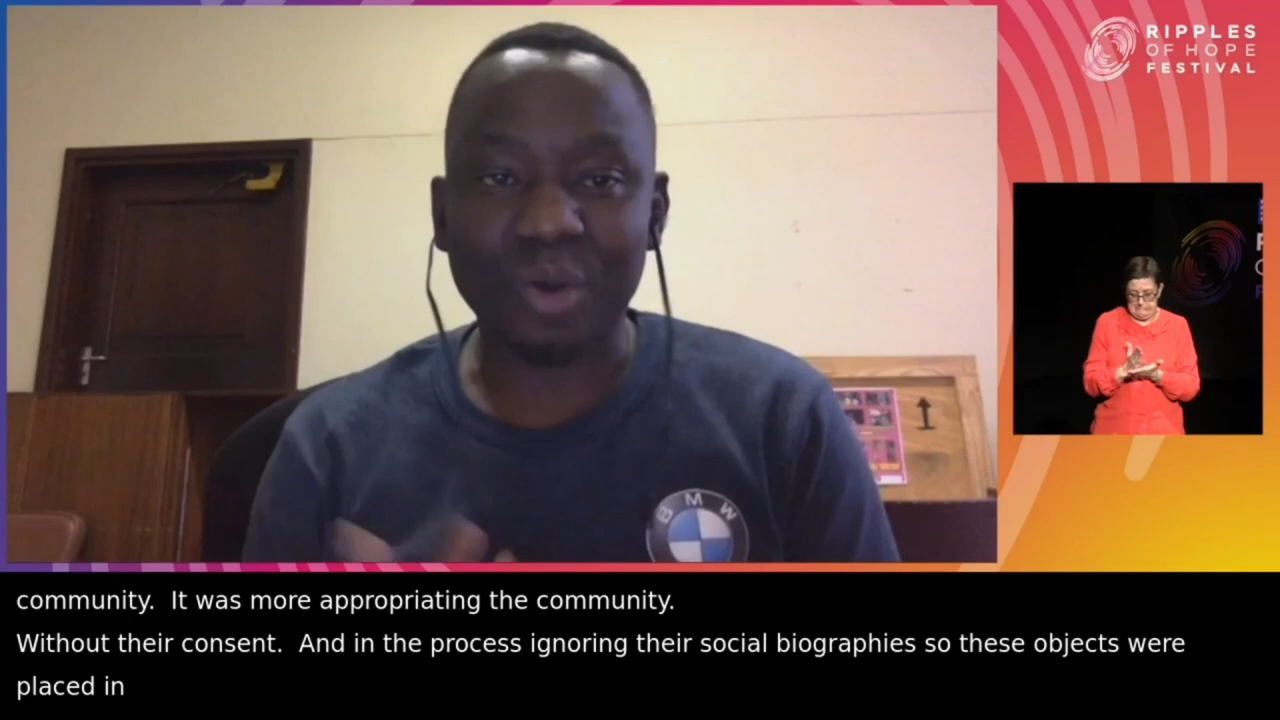 RIPPLES
OF HOPE
FESTIVAL
BMW
community.  It was more appropriating the community.
Without their consent.  And in the process ignoring their social biographies so these objects were
placed in